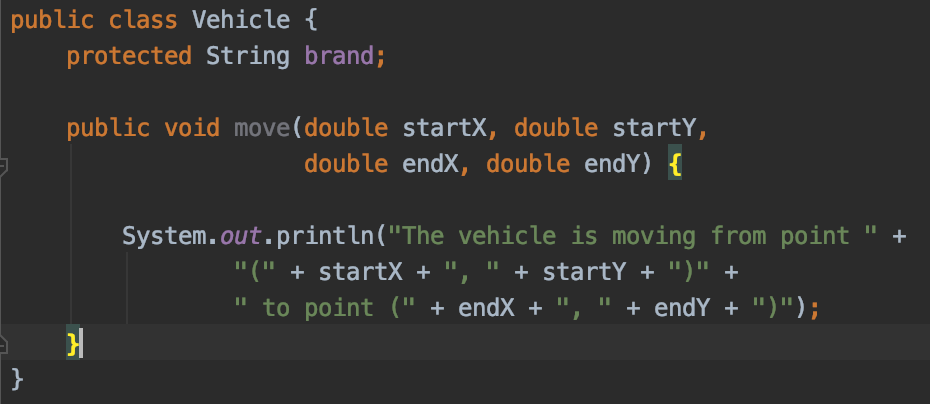 public class Vehicle {
    protected String brand;
    public void move(double startX, double startY,
                     double endX, double endY) {
        System.out.println("The vehicle is moving from point " +
                "(" + startX + ", " + startY + ")" +
                " to point (" + endX + ", " + endY + ")");
    }
}